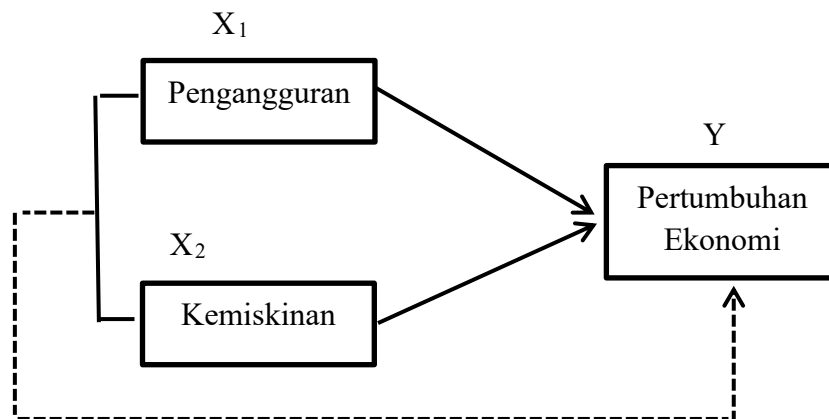 X₁
Pengangguran
Y
Pertumbuhan
Ekonomi
X₂
Kemiskinan